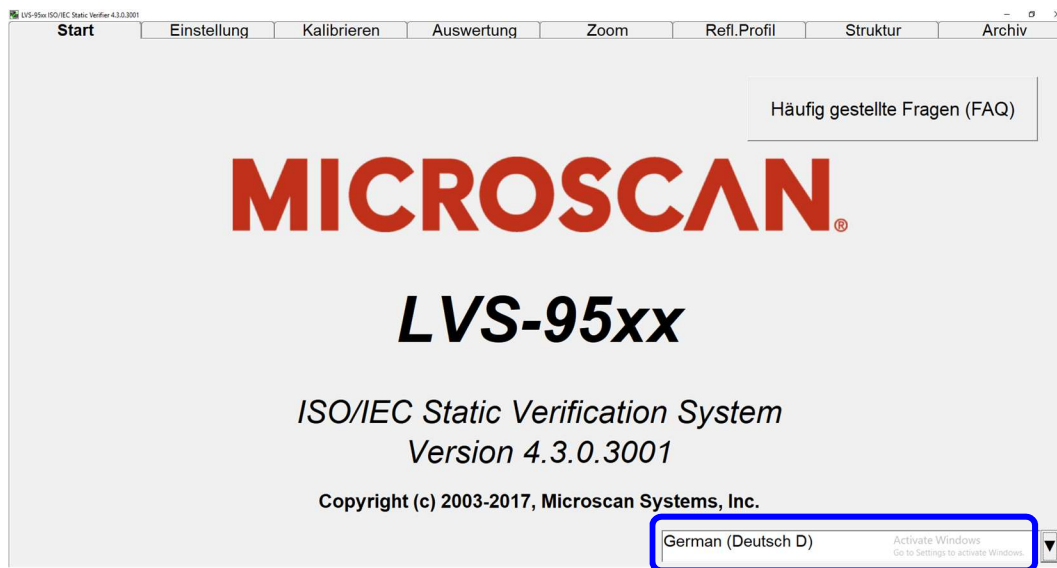 LVS-95xx ISO/IEC Static Verifier 4.3.0.3001
Start Einstellung Kalibrieren Auswertung Zoom Refl.Profil Struktur Archiv
Häufig gestellte Fragen (FAQ)
MICROSCAN®
LVS-95xx
ISO/IEC Static Verification System
Version 4.3.0.3001
Copyright (c) 2003-2017, Microscan Systems, Inc.
German (Deutsch D)
Activate Windows
Go to Settings to activate Windows.